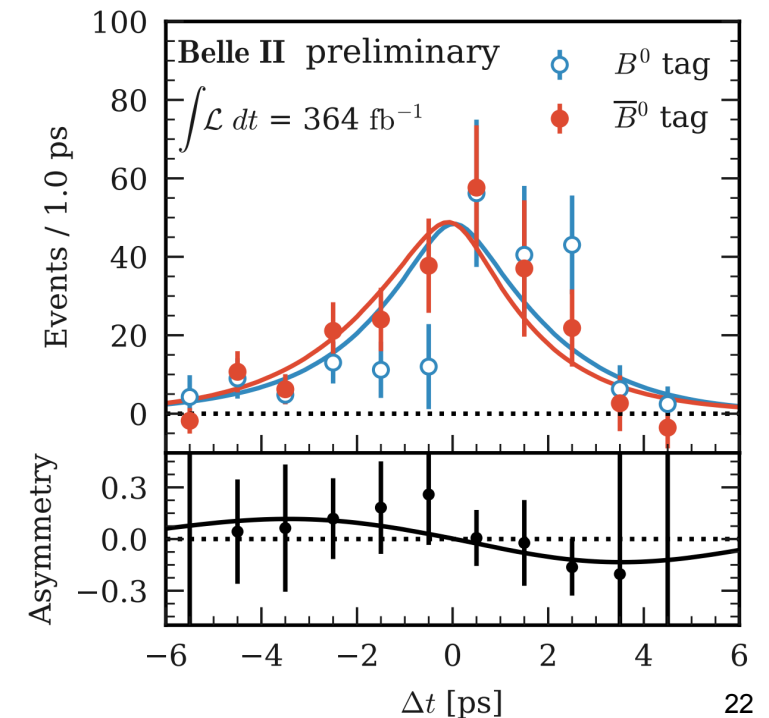 100
Belle II preliminary
B⁰ tag
∫ℒ dt = 364 fb⁻¹
B̅⁰ tag
80
60
40
20
0
Events / 1.0 ps
0.3
0.0
−0.3
Asymmetry
−6 −4 −2 0 2 4 6
Δt [ps]
22